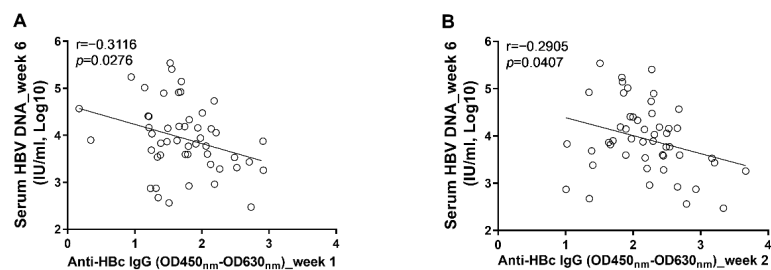 A
r=−0.3116
p=0.0276
Serum HBV DNA_week 6
(IU/ml, Log10)
6
5
4
3
2
0
1
2
3
4
Anti-HBc IgG (OD450nm-OD630nm)_week 1
B
r=−0.2905
p=0.0407
Serum HBV DNA_week 6
(IU/ml, Log10)
6
5
4
3
2
0
1
2
3
4
Anti-HBc IgG (OD450nm-OD630nm)_week 2